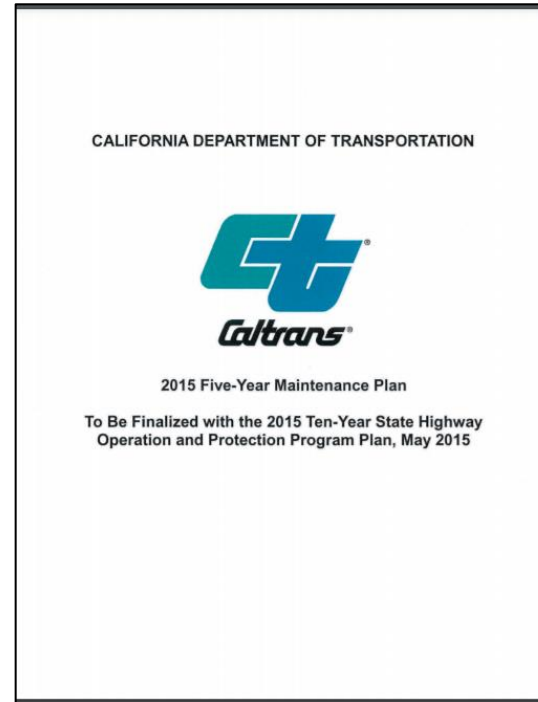 CALIFORNIA DEPARTMENT OF TRANSPORTATION
ct®
Caltrans®
2015 Five-Year Maintenance Plan
To Be Finalized with the 2015 Ten-Year State Highway
Operation and Protection Program Plan, May 2015